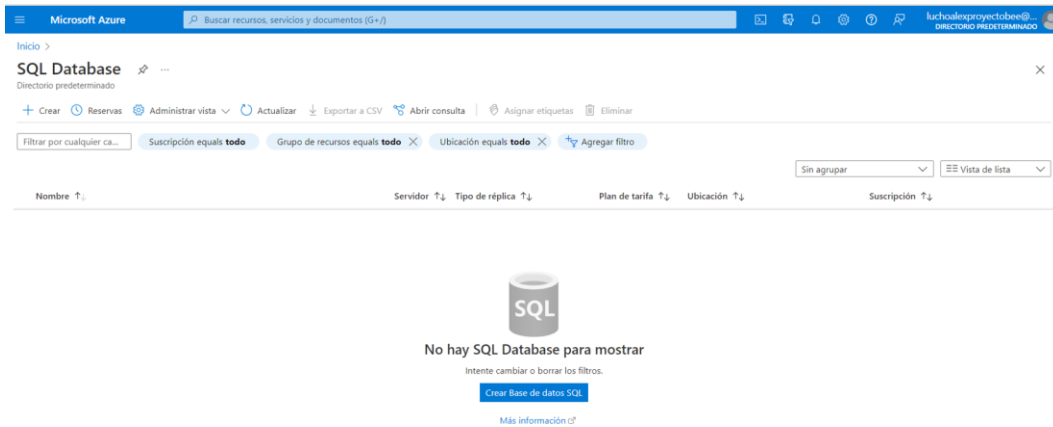 Microsoft Azure
Buscar recursos, servicios y documentos (G+/)
luchoalexproyectobee@...
DIRECTORIO PREDETERMINADO
Inicio >
SQL Database ...
Directorio predeterminado
+ Crear Reservas Administrar vista Actualizar Exportar a CSV Abrir consulta Asignar etiquetas Eliminar
Filtrar por cualquier ca... Suscripción equals todo Grupo de recursos equals todo Ubicación equals todo Agregar filtro
Sin agrupar Vista de lista
Nombre ↑↓ Servidor ↑↓ Tipo de réplica ↑↓ Plan de tarifa ↑↓ Ubicación ↑↓ Suscripción ↑↓
SQL
No hay SQL Database para mostrar
Intente cambiar o borrar los filtros.
Crear Base de datos SQL
Más información